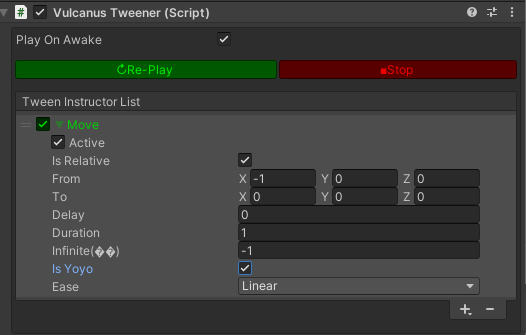 # Vulcanus Tweener (Script)
Play On Awake
↻Re-Play ■Stop
Tween Instructor List
Move
Active
Is Relative
From X -1 Y 0 Z 0
To X 0 Y 0 Z 0
Delay 0
Duration 1
Infinite(��) -1
Is Yoyo
Ease Linear
+ −